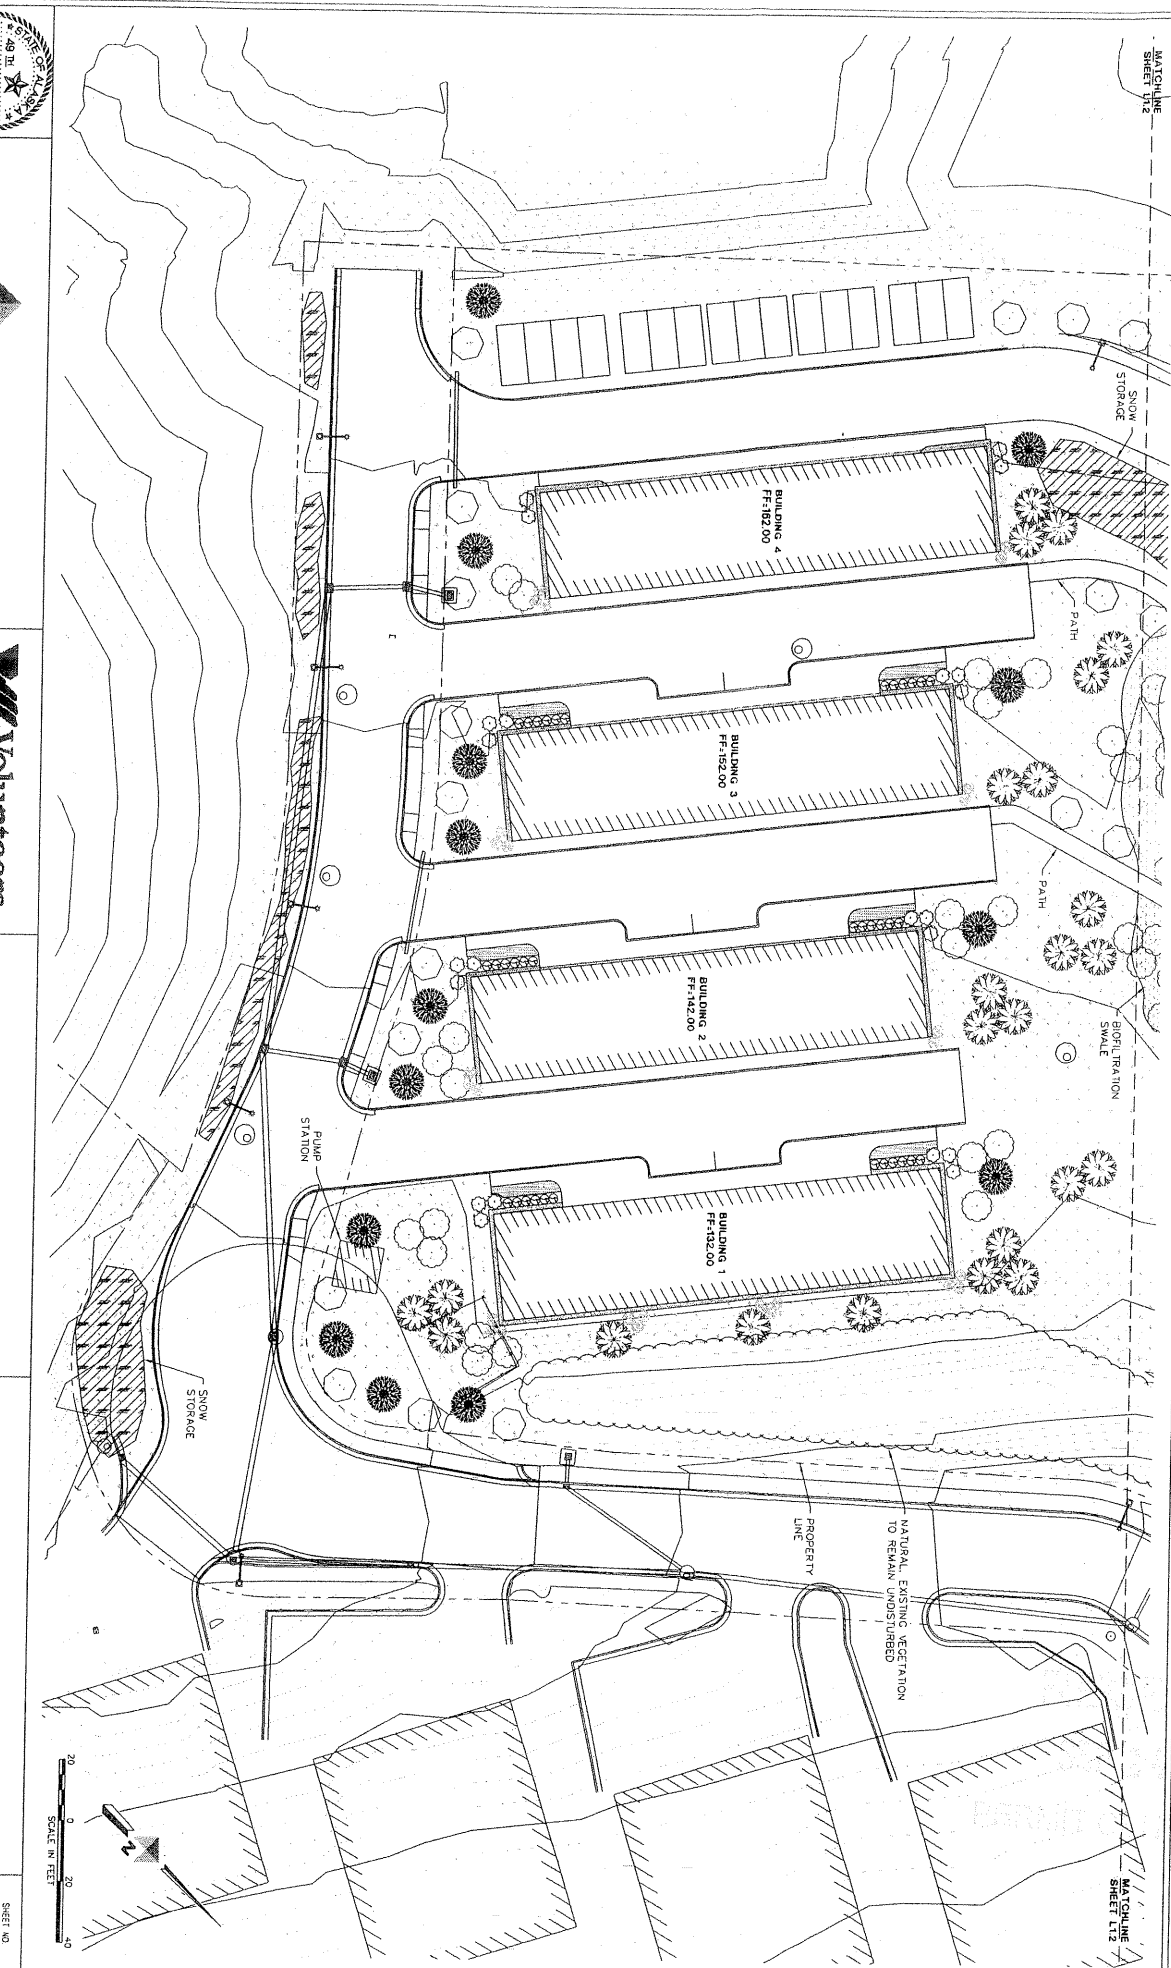 MATCHLINE
SHEET L1.2
SNOW
STORAGE
BUILDING 4
FF=162.00
PATH
BUILDING 3
FF=152.00
PATH
BUILDING 2
FF=142.00
BIOFILTRATION
SWALE
PUMP
STATION
BUILDING 1
FF=132.00
SNOW
STORAGE
PROPERTY
LINE
NATURAL, EXISTING VEGETATION
TO REMAIN UNDISTURBED
MATCHLINE
SHEET L1.2
20 0 20 40
SCALE IN FEET
N
STATE OF ALASKA
49 TH
Volunteers
SHEET NO.